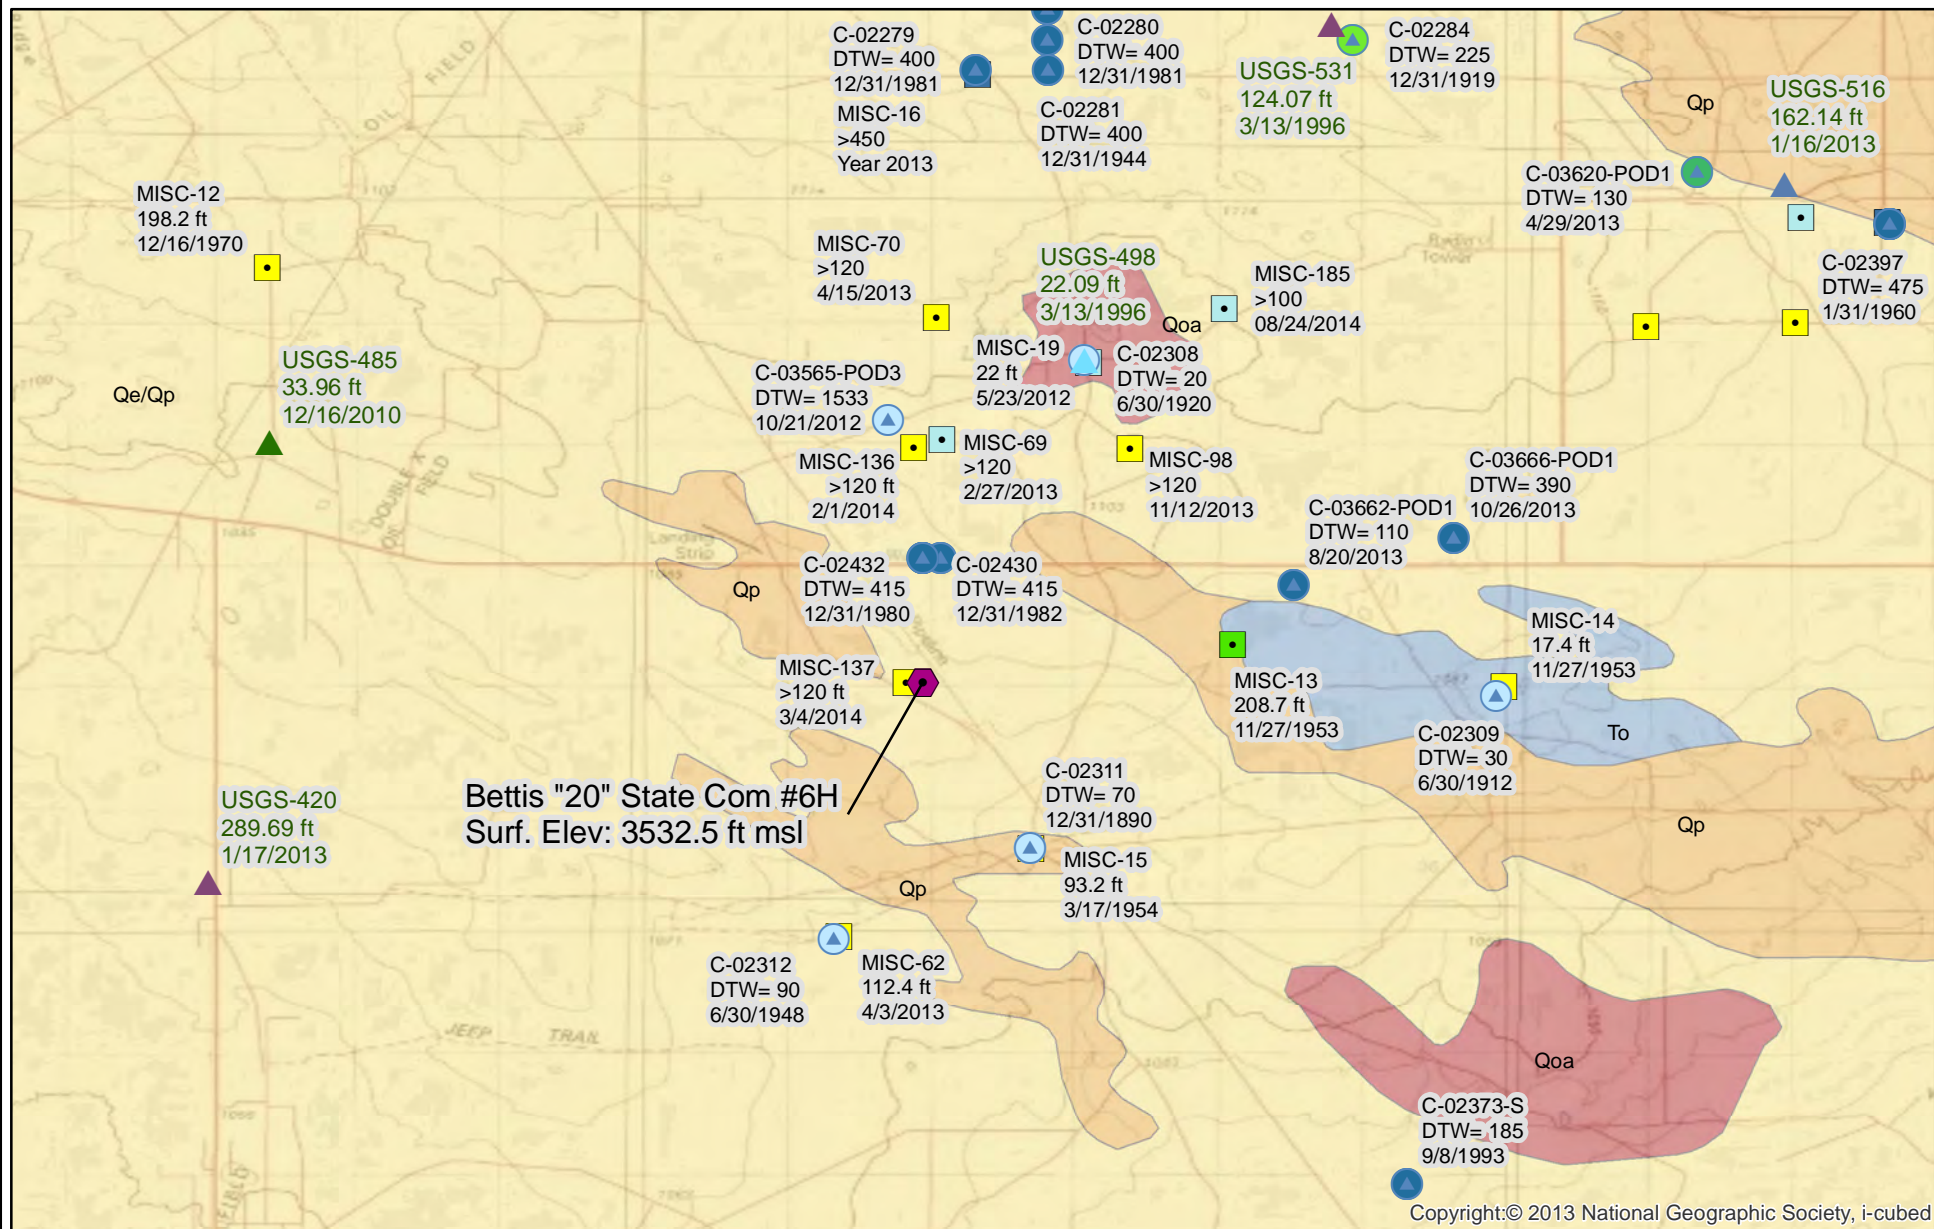 C-02279
DTW= 400
12/31/1981
MISC-16
>450
Year 2013
C-02280
DTW= 400
12/31/1981
C-02281
DTW= 400
12/31/1944
USGS-531
124.07 ft
3/13/1996
C-02284
DTW= 225
12/31/1919
Qp
USGS-516
162.14 ft
1/16/2013
OIL FIELD
MISC-12
198.2 ft
12/16/1970
MISC-70
>120
4/15/2013
USGS-498
22.09 ft
3/13/1996
Qoa
MISC-185
>100
08/24/2014
C-03620-POD1
DTW= 130
4/29/2013
Radio
Tower
C-02397
DTW= 475
1/31/1960
Qe/Qp
USGS-485
33.96 ft
12/16/2010
C-03565-POD3
DTW= 1533
10/21/2012
MISC-19
22 ft
5/23/2012
C-02308
DTW= 20
6/30/1920
DOUBLE X
OIL FIELD
MISC-136
>120 ft
2/1/2014
MISC-69
>120
2/27/2013
MISC-98
>120
11/12/2013
C-03662-POD1
DTW= 110
8/20/2013
C-03666-POD1
DTW= 390
10/26/2013
Landing
Strip
Qp
C-02432
DTW= 415
12/31/1980
C-02430
DTW= 415
12/31/1982
Pipeline
MISC-137
>120 ft
3/4/2014
MISC-13
208.7 ft
11/27/1953
MISC-14
17.4 ft
11/27/1953
C-02309
DTW= 30
6/30/1912
To
Bettis "20" State Com #6H
Surf. Elev: 3532.5 ft msl
USGS-420
289.69 ft
1/17/2013
C-02311
DTW= 70
12/31/1890
MISC-15
93.2 ft
3/17/1954
Qp
Qp
C-02312
DTW= 90
6/30/1948
MISC-62
112.4 ft
4/3/2013
JEEP TRAIL
Qoa
C-02373-S
DTW= 185
9/8/1993
FIELD
Copyright:© 2013 National Geographic Society, i-cubed